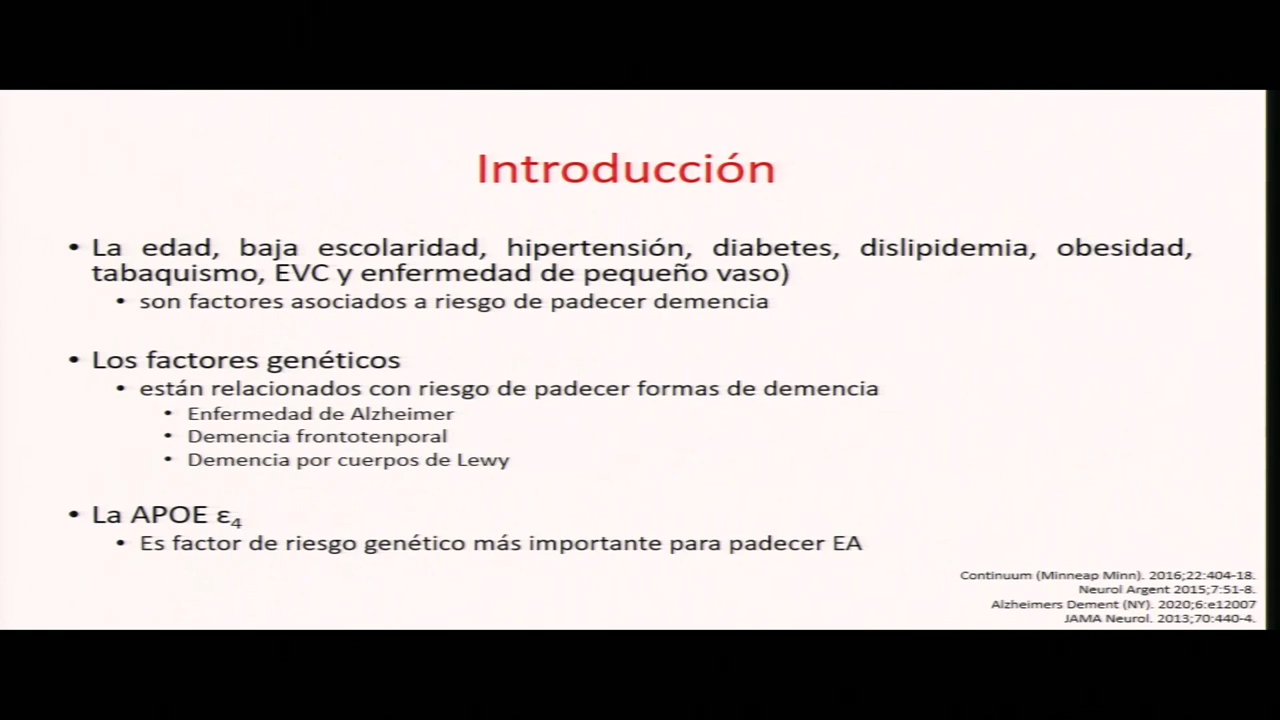 Introducción
• La edad, baja escolaridad, hipertensión, diabetes, dislipidemia, obesidad,
tabaquismo, EVC y enfermedad de pequeño vaso)
• son factores asociados a riesgo de padecer demencia
• Los factores genéticos
• están relacionados con riesgo de padecer formas de demencia
• Enfermedad de Alzheimer
• Demencia frontotenporal
• Demencia por cuerpos de Lewy
• La APOE ε₄
• Es factor de riesgo genético más importante para padecer EA
Continuum (Minneap Minn). 2016;22:404-18.
Neurol Argent 2015;7:51-8.
Alzheimers Dement (NY). 2020;6:e12007
JAMA Neurol. 2013;70:440-4.